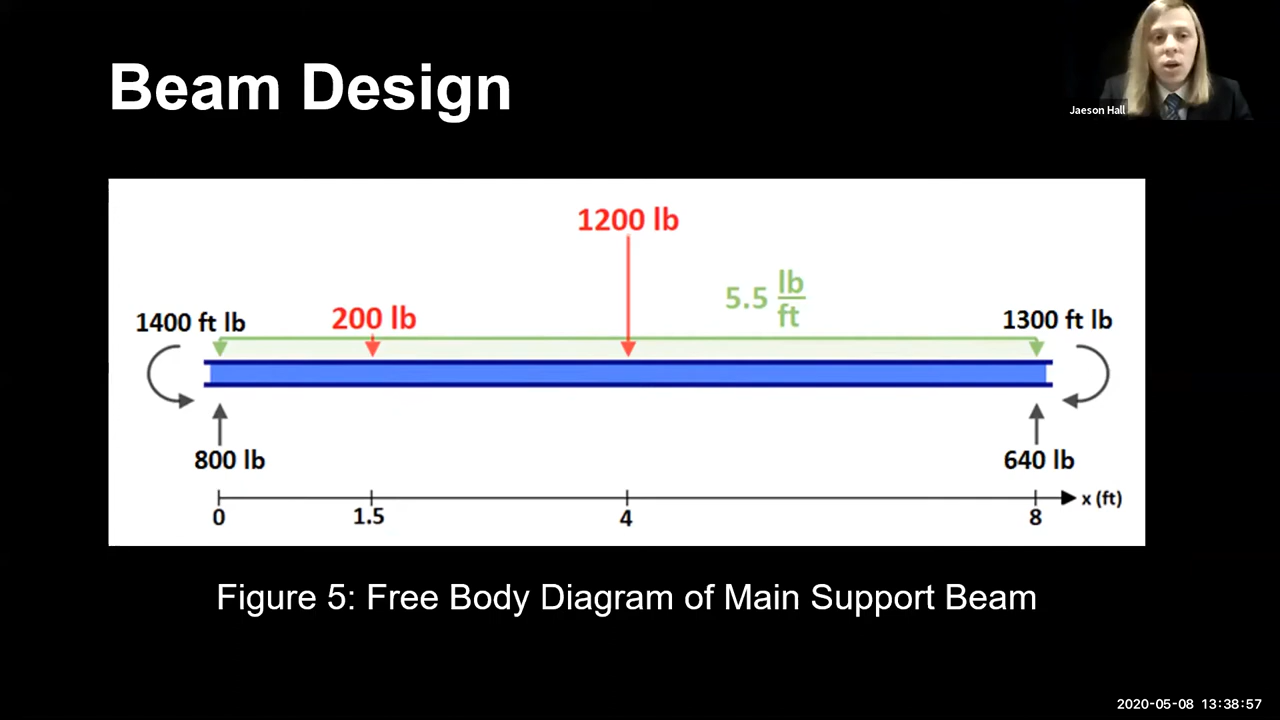 Beam Design
Jaeson Hall
1200 lb
5.5 lb
ft
1400 ft lb
200 lb
1300 ft lb
800 lb
640 lb
x (ft)
0
1.5
4
8
Figure 5: Free Body Diagram of Main Support Beam
2020-05-08 13:38:57